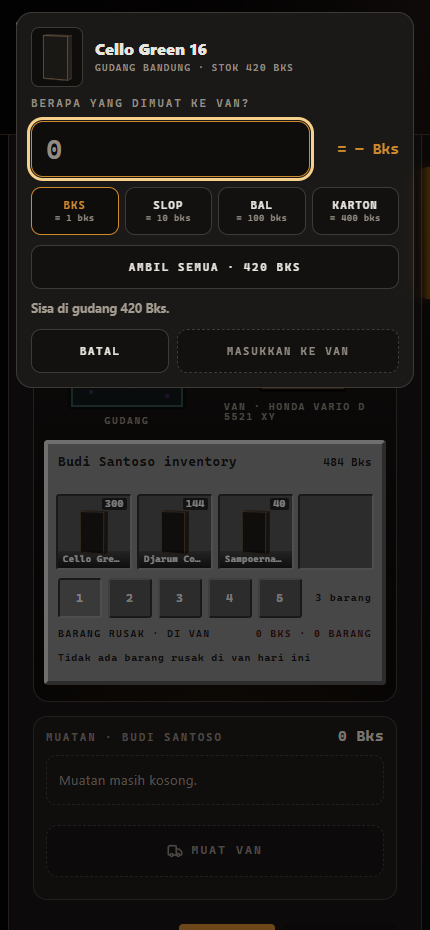 Cello Green 16
GUDANG BANDUNG · STOK 420 BKS
BERAPA YANG DIMUAT KE VAN?
0
= — Bks
BKS
= 1 bks
SLOP
= 10 bks
BAL
= 100 bks
KARTON
= 400 bks
AMBIL SEMUA · 420 BKS
Sisa di gudang 420 Bks.
BATAL
MASUKKAN KE VAN
GUDANG
VAN · HONDA VARIO D
5521 XY
Budi Santoso inventory
484 Bks
300
144
40
Cello Gre…
Djarum Co…
Sampoerna…
1
2
3
4
5
3 barang
BARANG RUSAK · DI VAN
0 BKS · 0 BARANG
Tidak ada barang rusak di van hari ini
MUATAN · BUDI SANTOSO
0 Bks
Muatan masih kosong.
MUAT VAN